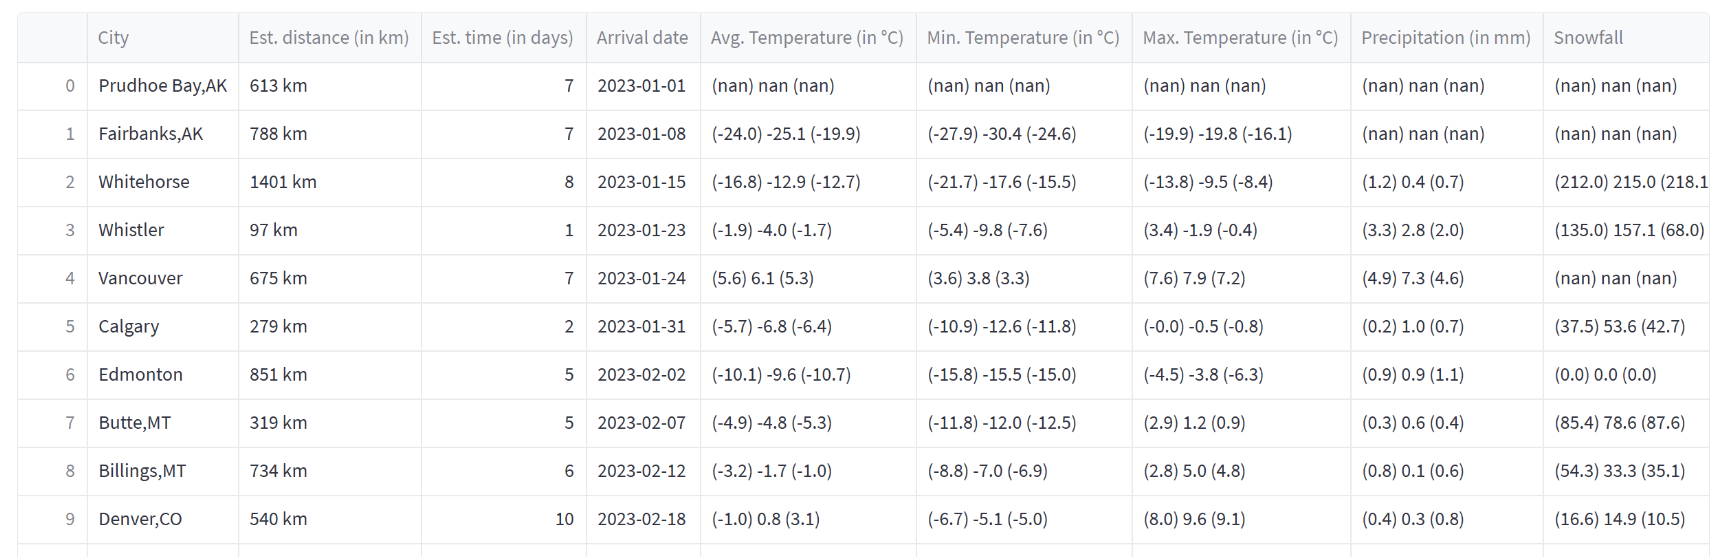 City Est. distance (in km) Est. time (in days) Arrival date Avg. Temperature (in °C) Min. Temperature (in °C) Max. Temperature (in °C) Precipitation (in mm) Snowfall
0 Prudhoe Bay,AK 613 km 7 2023-01-01 (nan) nan (nan) (nan) nan (nan) (nan) nan (nan) (nan) nan (nan) (nan) nan (nan)
1 Fairbanks,AK 788 km 7 2023-01-08 (-24.0) -25.1 (-19.9) (-27.9) -30.4 (-24.6) (-19.9) -19.8 (-16.1) (nan) nan (nan) (nan) nan (nan)
2 Whitehorse 1401 km 8 2023-01-15 (-16.8) -12.9 (-12.7) (-21.7) -17.6 (-15.5) (-13.8) -9.5 (-8.4) (1.2) 0.4 (0.7) (212.0) 215.0 (218.1
3 Whistler 97 km 1 2023-01-23 (-1.9) -4.0 (-1.7) (-5.4) -9.8 (-7.6) (3.4) -1.9 (-0.4) (3.3) 2.8 (2.0) (135.0) 157.1 (68.0)
4 Vancouver 675 km 7 2023-01-24 (5.6) 6.1 (5.3) (3.6) 3.8 (3.3) (7.6) 7.9 (7.2) (4.9) 7.3 (4.6) (nan) nan (nan)
5 Calgary 279 km 2 2023-01-31 (-5.7) -6.8 (-6.4) (-10.9) -12.6 (-11.8) (-0.0) -0.5 (-0.8) (0.2) 1.0 (0.7) (37.5) 53.6 (42.7)
6 Edmonton 851 km 5 2023-02-02 (-10.1) -9.6 (-10.7) (-15.8) -15.5 (-15.0) (-4.5) -3.8 (-6.3) (0.9) 0.9 (1.1) (0.0) 0.0 (0.0)
7 Butte,MT 319 km 5 2023-02-07 (-4.9) -4.8 (-5.3) (-11.8) -12.0 (-12.5) (2.9) 1.2 (0.9) (0.3) 0.6 (0.4) (85.4) 78.6 (87.6)
8 Billings,MT 734 km 6 2023-02-12 (-3.2) -1.7 (-1.0) (-8.8) -7.0 (-6.9) (2.8) 5.0 (4.8) (0.8) 0.1 (0.6) (54.3) 33.3 (35.1)
9 Denver,CO 540 km 10 2023-02-18 (-1.0) 0.8 (3.1) (-6.7) -5.1 (-5.0) (8.0) 9.6 (9.1) (0.4) 0.3 (0.8) (16.6) 14.9 (10.5)